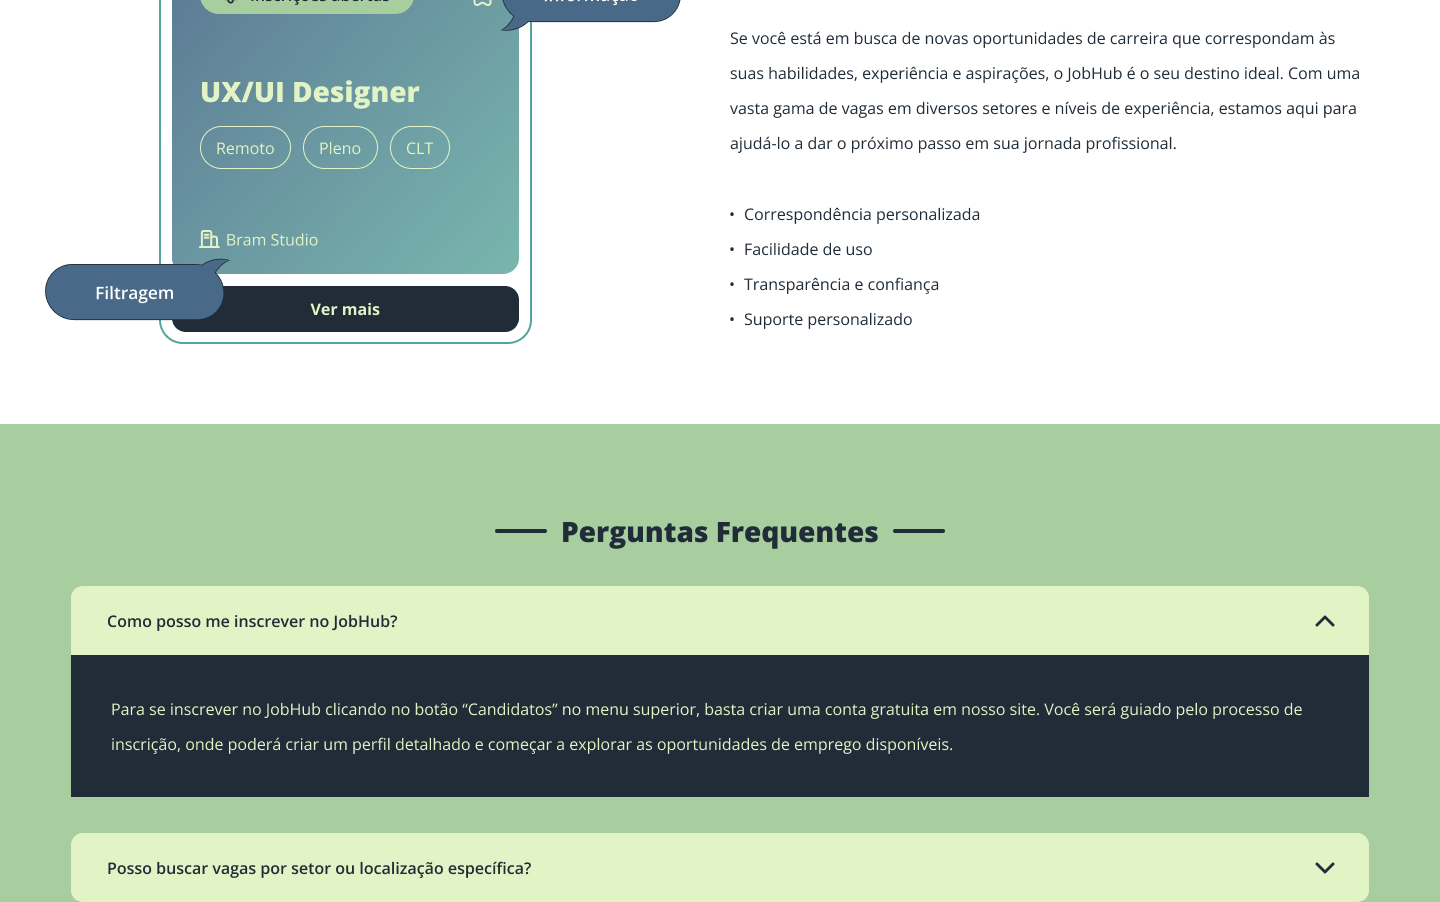 UX/UI Designer
Remoto
Pleno
CLT
Bram Studio
Filtragem
Ver mais
Se você está em busca de novas oportunidades de carreira que correspondam às
suas habilidades, experiência e aspirações, o JobHub é o seu destino ideal. Com uma
vasta gama de vagas em diversos setores e níveis de experiência, estamos aqui para
ajudá-lo a dar o próximo passo em sua jornada profissional.
• Correspondência personalizada
• Facilidade de uso
• Transparência e confiança
• Suporte personalizado
Perguntas Frequentes
Como posso me inscrever no JobHub?
Para se inscrever no JobHub clicando no botão “Candidatos” no menu superior, basta criar uma conta gratuita em nosso site. Você será guiado pelo processo de
inscrição, onde poderá criar um perfil detalhado e começar a explorar as oportunidades de emprego disponíveis.
Posso buscar vagas por setor ou localização específica?